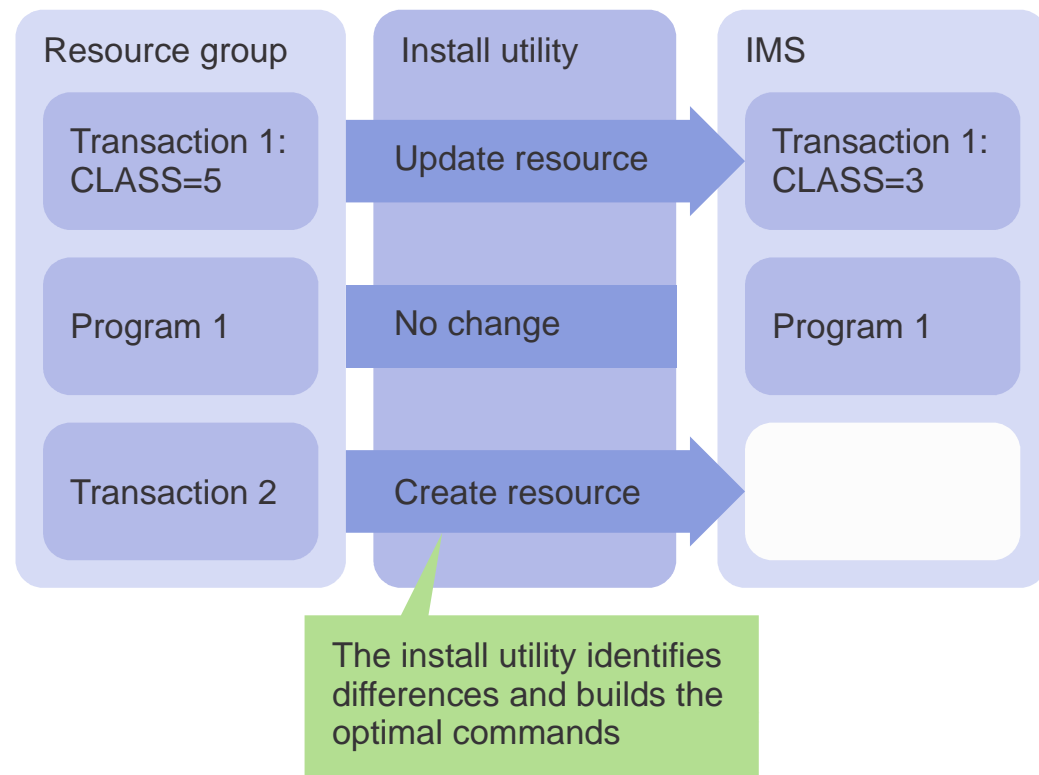 Resource group
Transaction 1:
CLASS=5
Program 1
Transaction 2
Install utility
Update resource
No change
Create resource
IMS
Transaction 1:
CLASS=3
Program 1
The install utility identifies
differences and builds the
optimal commands